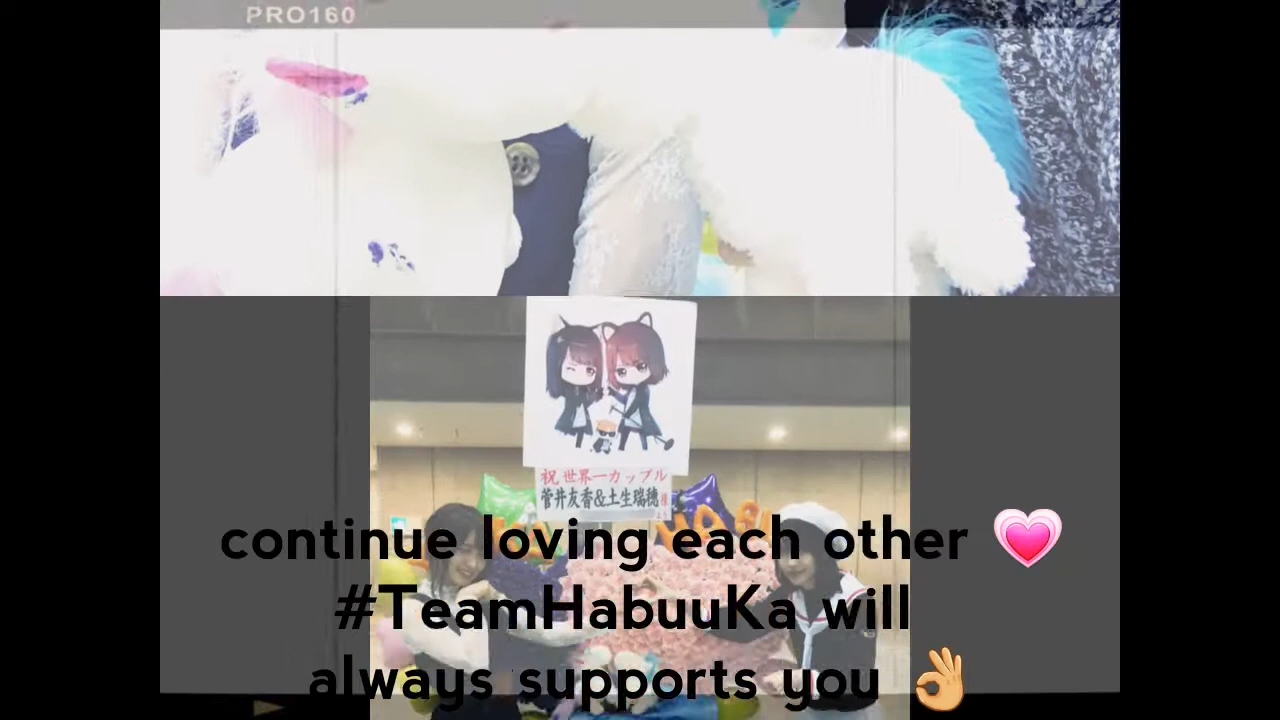 PRO160
祝世界一カップル
菅井友香&土生瑞穂様
continue loving each other 💗
#TeamHabuuKa will
always supports you 👌